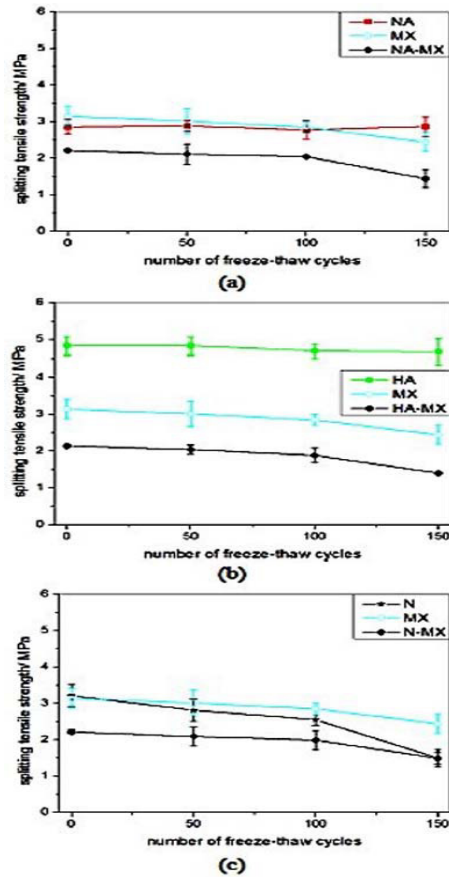 6
5
4
3
2
1
0
splitting tensile strength/ MPa
NA
MX
NA-MX
0 50 100 150
number of freeze-thaw cycles
(a)
6
5
4
3
2
1
0
splitting tensile strength/ MPa
HA
MX
HA-MX
0 50 100 150
number of freeze-thaw cycles
(b)
6
5
4
3
2
1
0
splitting tensile strength/ MPa
N
MX
N-MX
0 50 100 150
number of freeze-thaw cycles
(c)